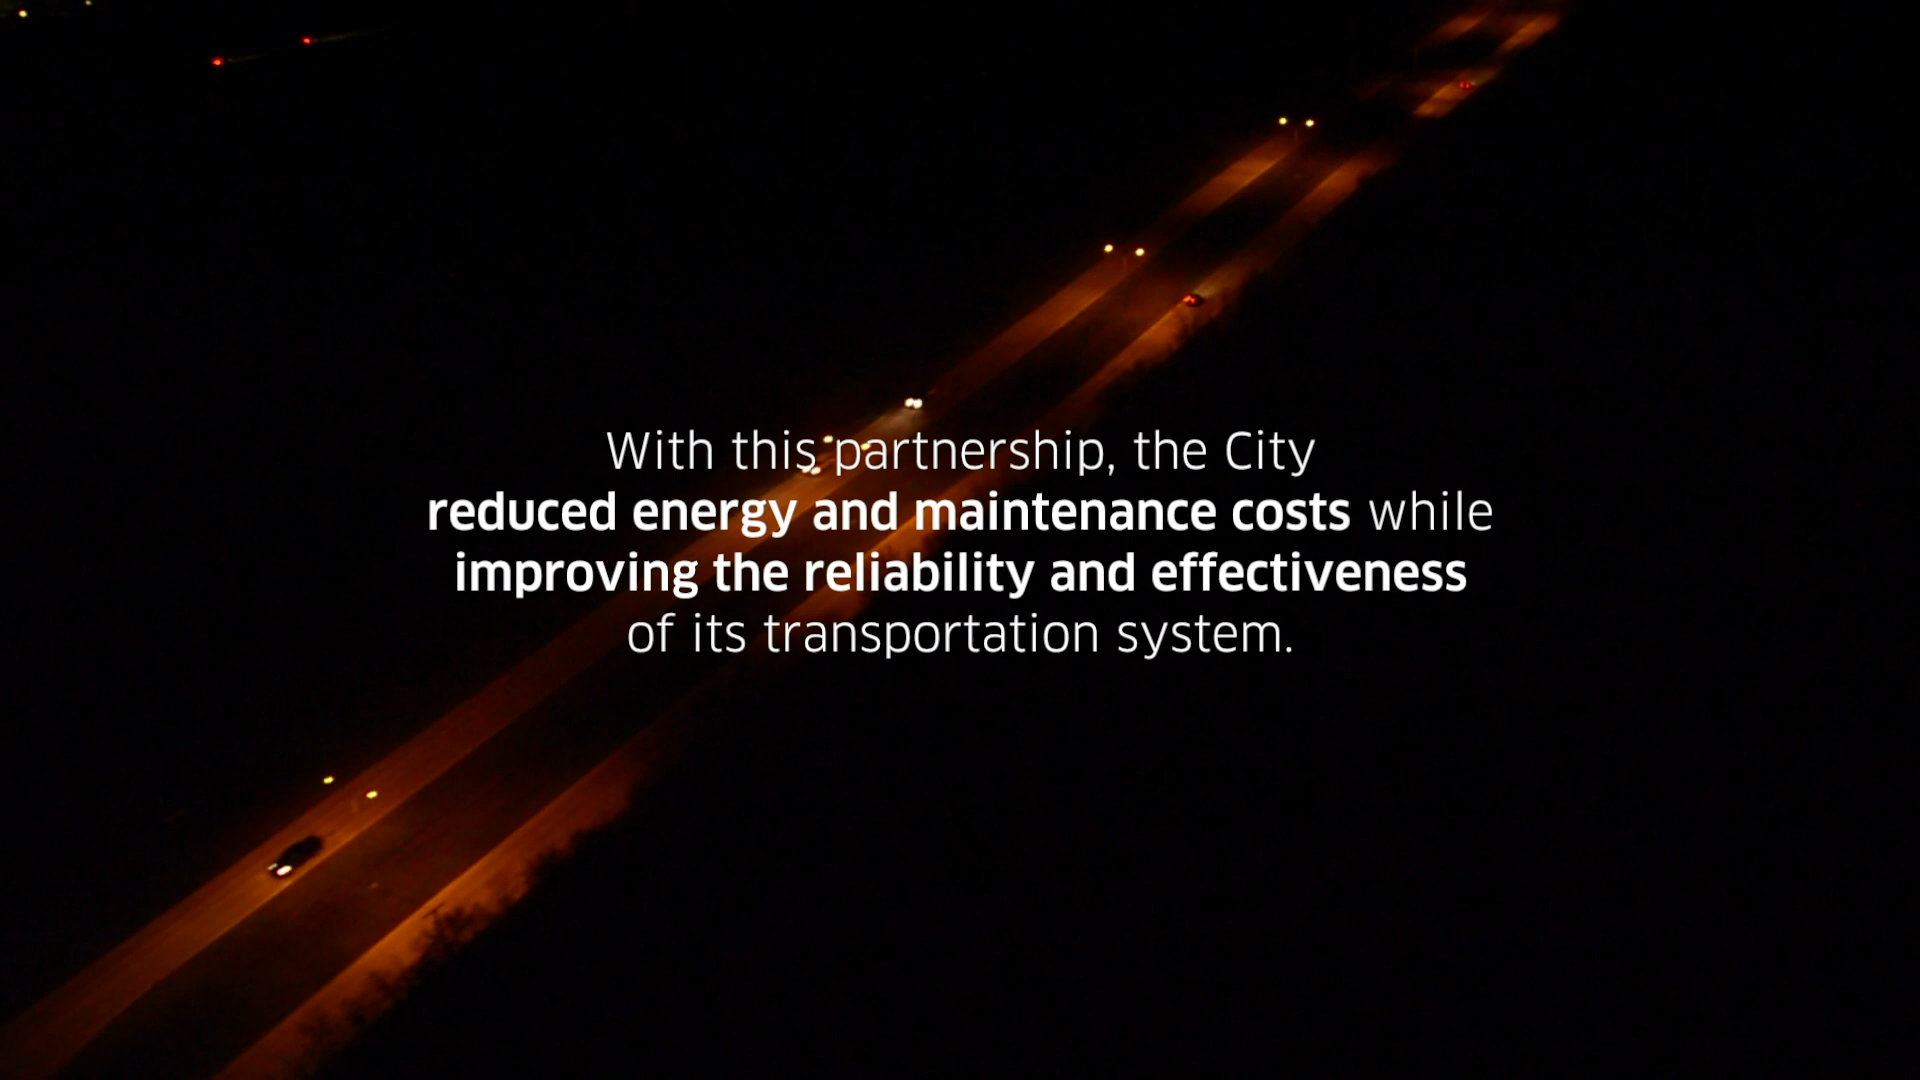 With this partnership, the City
reduced energy and maintenance costs while
improving the reliability and effectiveness
of its transportation system.